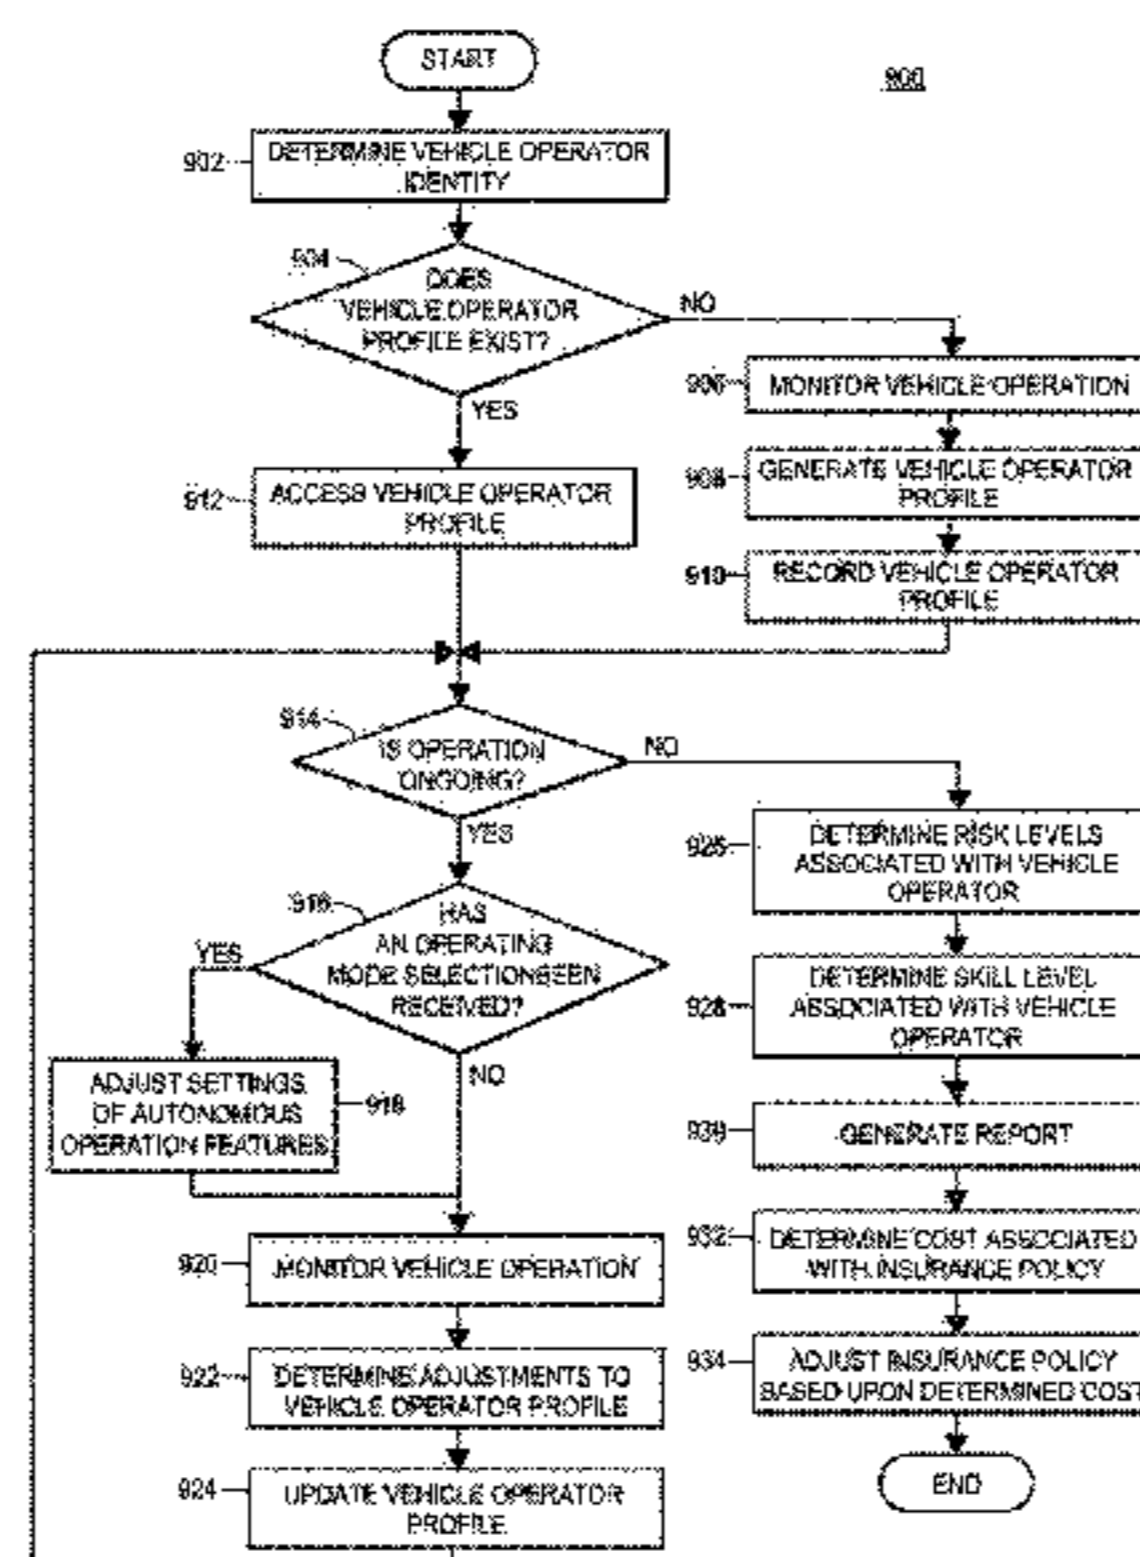 START
900
902
DETERMINE VEHICLE OPERATOR
IDENTITY
904
DOES
VEHICLE OPERATOR
PROFILE EXIST?
NO
YES
906
MONITOR VEHICLE OPERATION
908
GENERATE VEHICLE OPERATOR
PROFILE
910
RECORD VEHICLE OPERATOR
PROFILE
912
ACCESS VEHICLE OPERATOR
PROFILE
914
IS OPERATION
ONGOING?
NO
YES
916
HAS
AN OPERATING
MODE SELECTION BEEN
RECEIVED?
YES
NO
ADJUST SETTINGS
OF AUTONOMOUS
OPERATION FEATURES
918
920
MONITOR VEHICLE OPERATION
922
DETERMINE ADJUSTMENTS TO
VEHICLE OPERATOR PROFILE
924
UPDATE VEHICLE OPERATOR
PROFILE
926
DETERMINE RISK LEVELS
ASSOCIATED WITH VEHICLE
OPERATOR
928
DETERMINE SKILL LEVEL
ASSOCIATED WITH VEHICLE
OPERATOR
930
GENERATE REPORT
932
DETERMINE COST ASSOCIATED
WITH INSURANCE POLICY
934
ADJUST INSURANCE POLICY
BASED UPON DETERMINED COST
END